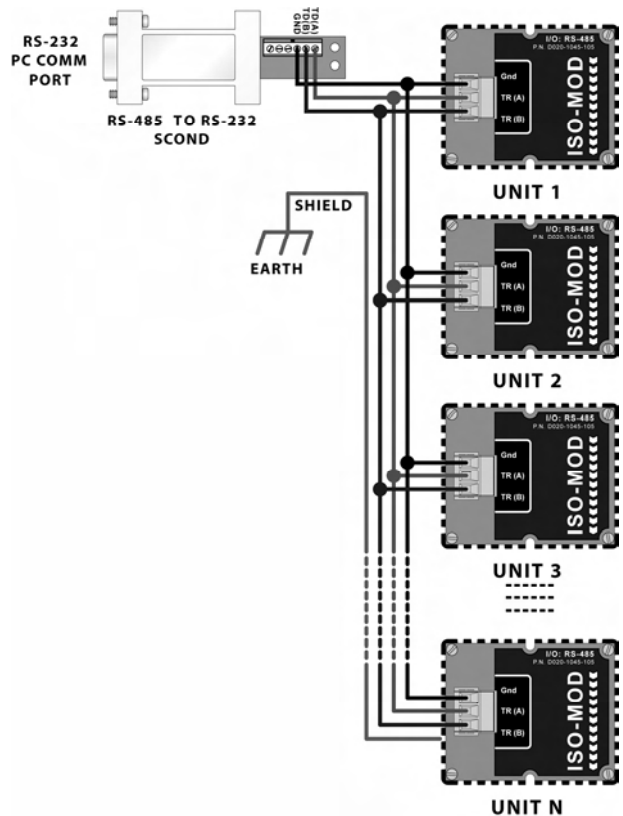 RS-232
PC COMM
PORT
GND
TD(B)
TD(A)
RS-485 TO RS-232
SCOND
SHIELD
EARTH
I/O: RS-485
P.N. D020-1045-105
Gnd
TR (A)
TR (B)
ISO-MOD
UNIT 1
I/O: RS-485
P.N. D020-1045-105
Gnd
TR (A)
TR (B)
ISO-MOD
UNIT 2
I/O: RS-485
P.N. D020-1045-105
Gnd
TR (A)
TR (B)
ISO-MOD
UNIT 3
I/O: RS-485
P.N. D020-1045-105
Gnd
TR (A)
TR (B)
ISO-MOD
UNIT N